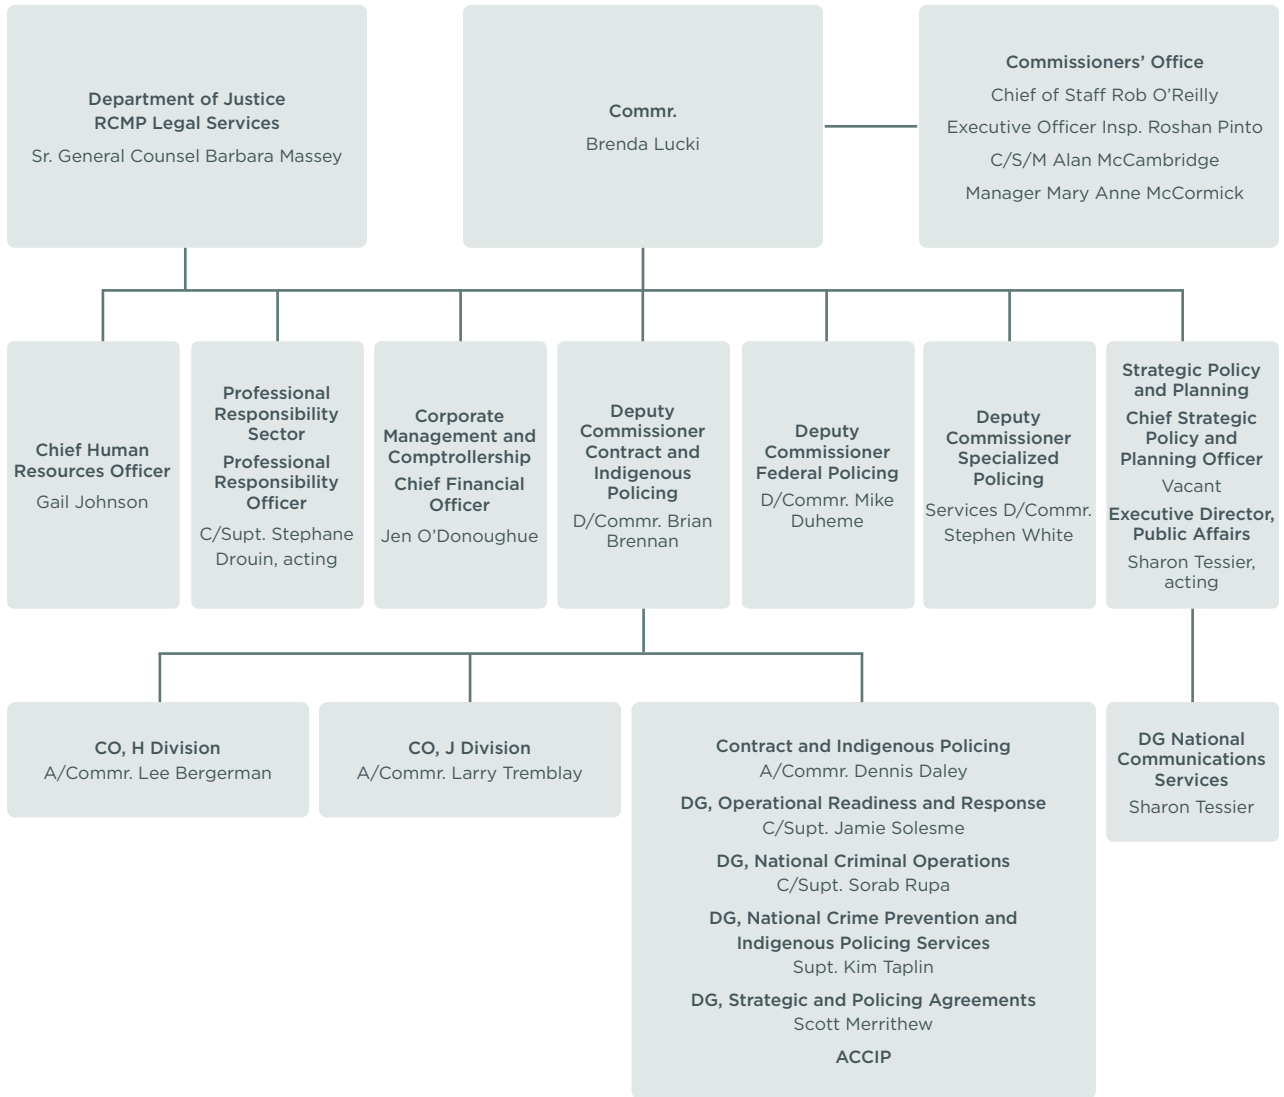 Department of Justice
RCMP Legal Services
Sr. General Counsel Barbara Massey
Commr.
Brenda Lucki
Commissioners’ Office
Chief of Staff Rob O’Reilly
Executive Officer Insp. Roshan Pinto
C/S/M Alan McCambridge
Manager Mary Anne McCormick
Chief Human
Resources Officer
Gail Johnson
Professional
Responsibility
Sector
Professional
Responsibility
Officer
C/Supt. Stephane
Drouin, acting
Corporate
Management and
Comptrollership
Chief Financial
Officer
Jen O’Donoughue
Deputy
Commissioner
Contract and
Indigenous
Policing
D/Commr. Brian
Brennan
Deputy
Commissioner
Federal Policing
D/Commr. Mike
Duheme
Deputy
Commissioner
Specialized
Policing
Services D/Commr.
Stephen White
Strategic Policy
and Planning
Chief Strategic
Policy and
Planning Officer
Vacant
Executive Director,
Public Affairs
Sharon Tessier,
acting
CO, H Division
A/Commr. Lee Bergerman
CO, J Division
A/Commr. Larry Tremblay
Contract and Indigenous Policing
A/Commr. Dennis Daley
DG, Operational Readiness and Response
C/Supt. Jamie Solesme
DG, National Criminal Operations
C/Supt. Sorab Rupa
DG, National Crime Prevention and
Indigenous Policing Services
Supt. Kim Taplin
DG, Strategic and Policing Agreements
Scott Merrithew
ACCIP
DG National
Communications
Services
Sharon Tessier